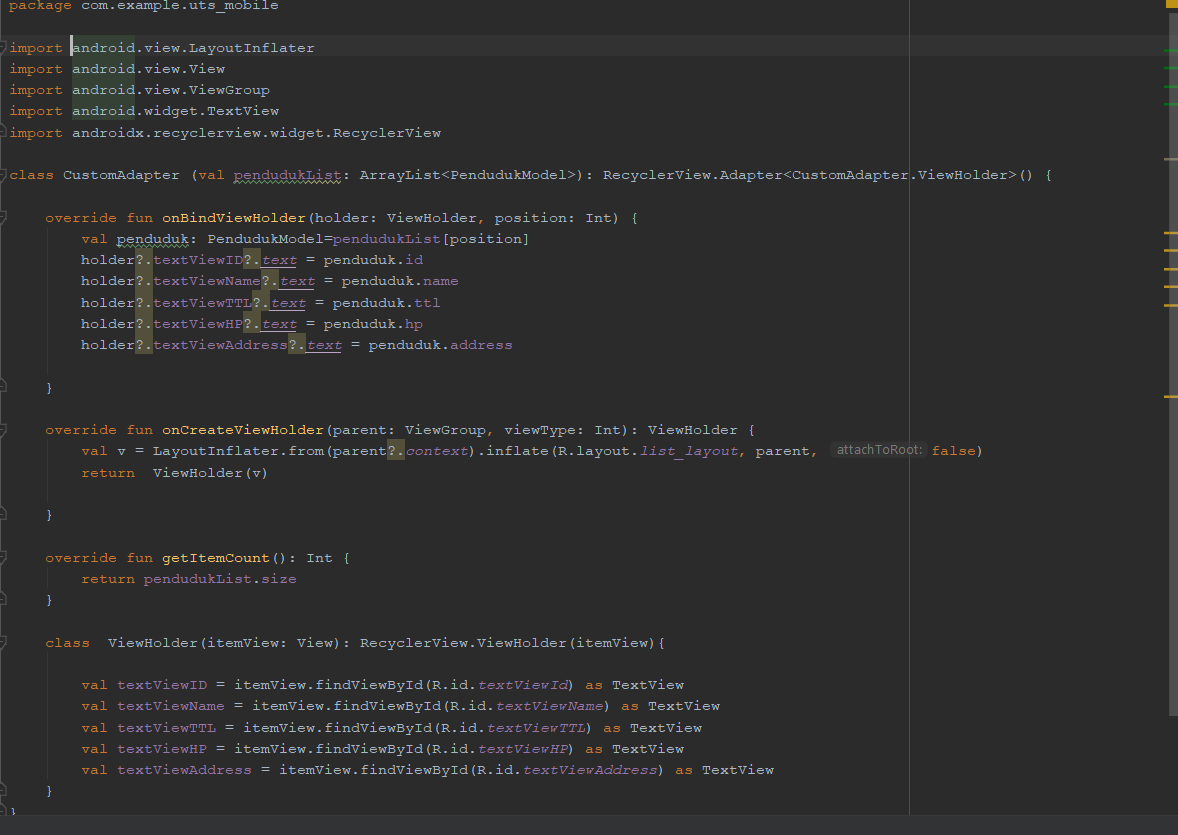 package com.example.uts_mobile
import android.view.LayoutInflater
import android.view.View
import android.view.ViewGroup
import android.widget.TextView
import androidx.recyclerview.widget.RecyclerView
class CustomAdapter (val pendudukList: ArrayList<PendudukModel>): RecyclerView.Adapter<CustomAdapter.ViewHolder>() {
override fun onBindViewHolder(holder: ViewHolder, position: Int) {
val penduduk: PendudukModel=pendudukList[position]
holder?.textViewID?.text = penduduk.id
holder?.textViewName?.text = penduduk.name
holder?.textViewTTL?.text = penduduk.ttl
holder?.textViewHP?.text = penduduk.hp
holder?.textViewAddress?.text = penduduk.address
}
override fun onCreateViewHolder(parent: ViewGroup, viewType: Int): ViewHolder {
val v = LayoutInflater.from(parent?.context).inflate(R.layout.list_layout, parent, attachToRoot: false)
return  ViewHolder(v)
}
override fun getItemCount(): Int {
return pendudukList.size
}
class  ViewHolder(itemView: View): RecyclerView.ViewHolder(itemView){
val textViewID = itemView.findViewById(R.id.textViewId) as TextView
val textViewName = itemView.findViewById(R.id.textViewName) as TextView
val textViewTTL = itemView.findViewById(R.id.textViewTTL) as TextView
val textViewHP = itemView.findViewById(R.id.textViewHP) as TextView
val textViewAddress = itemView.findViewById(R.id.textViewAddress) as TextView
}
}